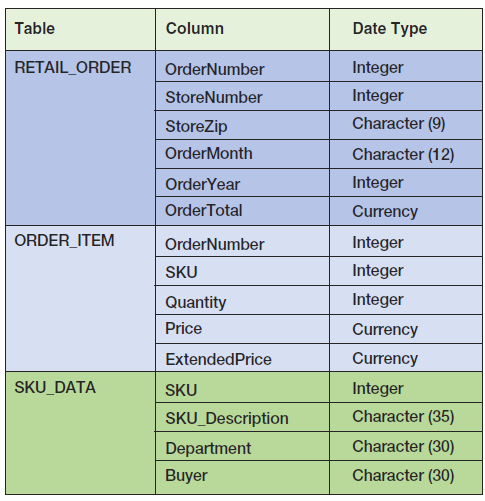 Table Column Date Type
RETAIL_ORDER OrderNumber Integer
StoreNumber Integer
StoreZip Character (9)
OrderMonth Character (12)
OrderYear Integer
OrderTotal Currency
ORDER_ITEM OrderNumber Integer
SKU Integer
Quantity Integer
Price Currency
ExtendedPrice Currency
SKU_DATA SKU Integer
SKU_Description Character (35)
Department Character (30)
Buyer Character (30)